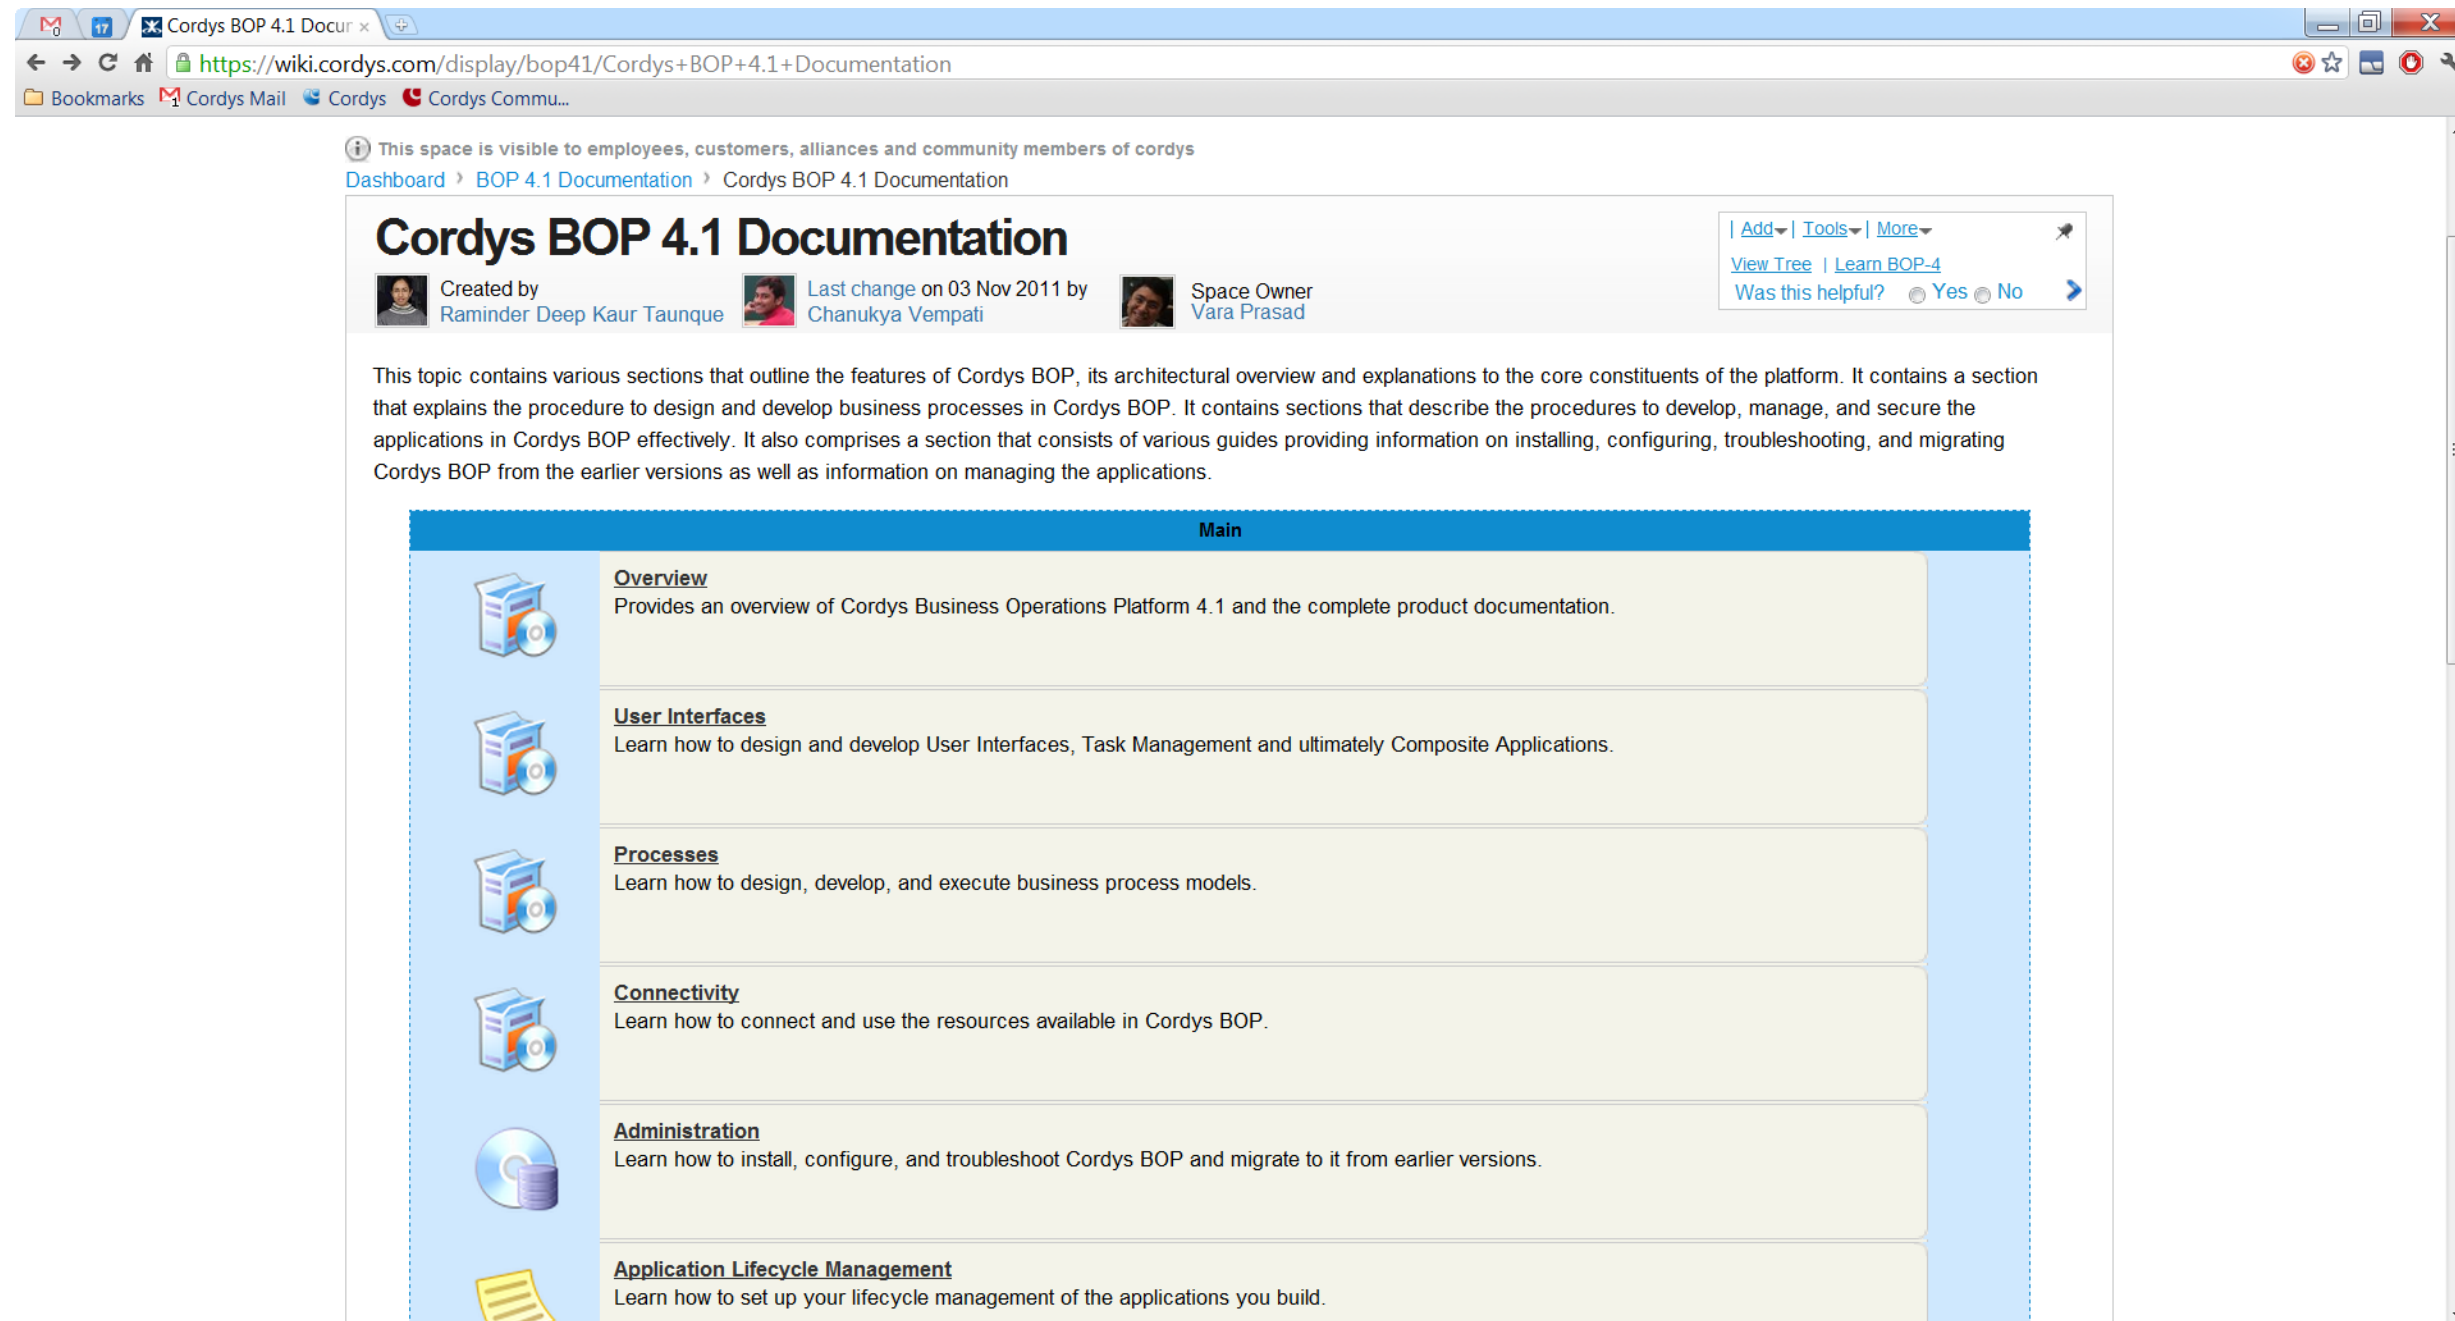 17
Cordys BOP 4.1 Docur
https://wiki.cordys.com/display/bop41/Cordys+BOP+4.1+Documentation
Bookmarks Cordys Mail Cordys Cordys Commu...
This space is visible to employees, customers, alliances and community members of cordys
Dashboard › BOP 4.1 Documentation › Cordys BOP 4.1 Documentation
Cordys BOP 4.1 Documentation
| Add | Tools | More
View Tree | Learn BOP-4
Was this helpful? Yes No
Created by
Raminder Deep Kaur Taunque
Last change on 03 Nov 2011 by
Chanukya Vempati
Space Owner
Vara Prasad
This topic contains various sections that outline the features of Cordys BOP, its architectural overview and explanations to the core constituents of the platform. It contains a section
that explains the procedure to design and develop business processes in Cordys BOP. It contains sections that describe the procedures to develop, manage, and secure the
applications in Cordys BOP effectively. It also comprises a section that consists of various guides providing information on installing, configuring, troubleshooting, and migrating
Cordys BOP from the earlier versions as well as information on managing the applications.
Main
Overview
Provides an overview of Cordys Business Operations Platform 4.1 and the complete product documentation.
User Interfaces
Learn how to design and develop User Interfaces, Task Management and ultimately Composite Applications.
Processes
Learn how to design, develop, and execute business process models.
Connectivity
Learn how to connect and use the resources available in Cordys BOP.
Administration
Learn how to install, configure, and troubleshoot Cordys BOP and migrate to it from earlier versions.
Application Lifecycle Management
Learn how to set up your lifecycle management of the applications you build.